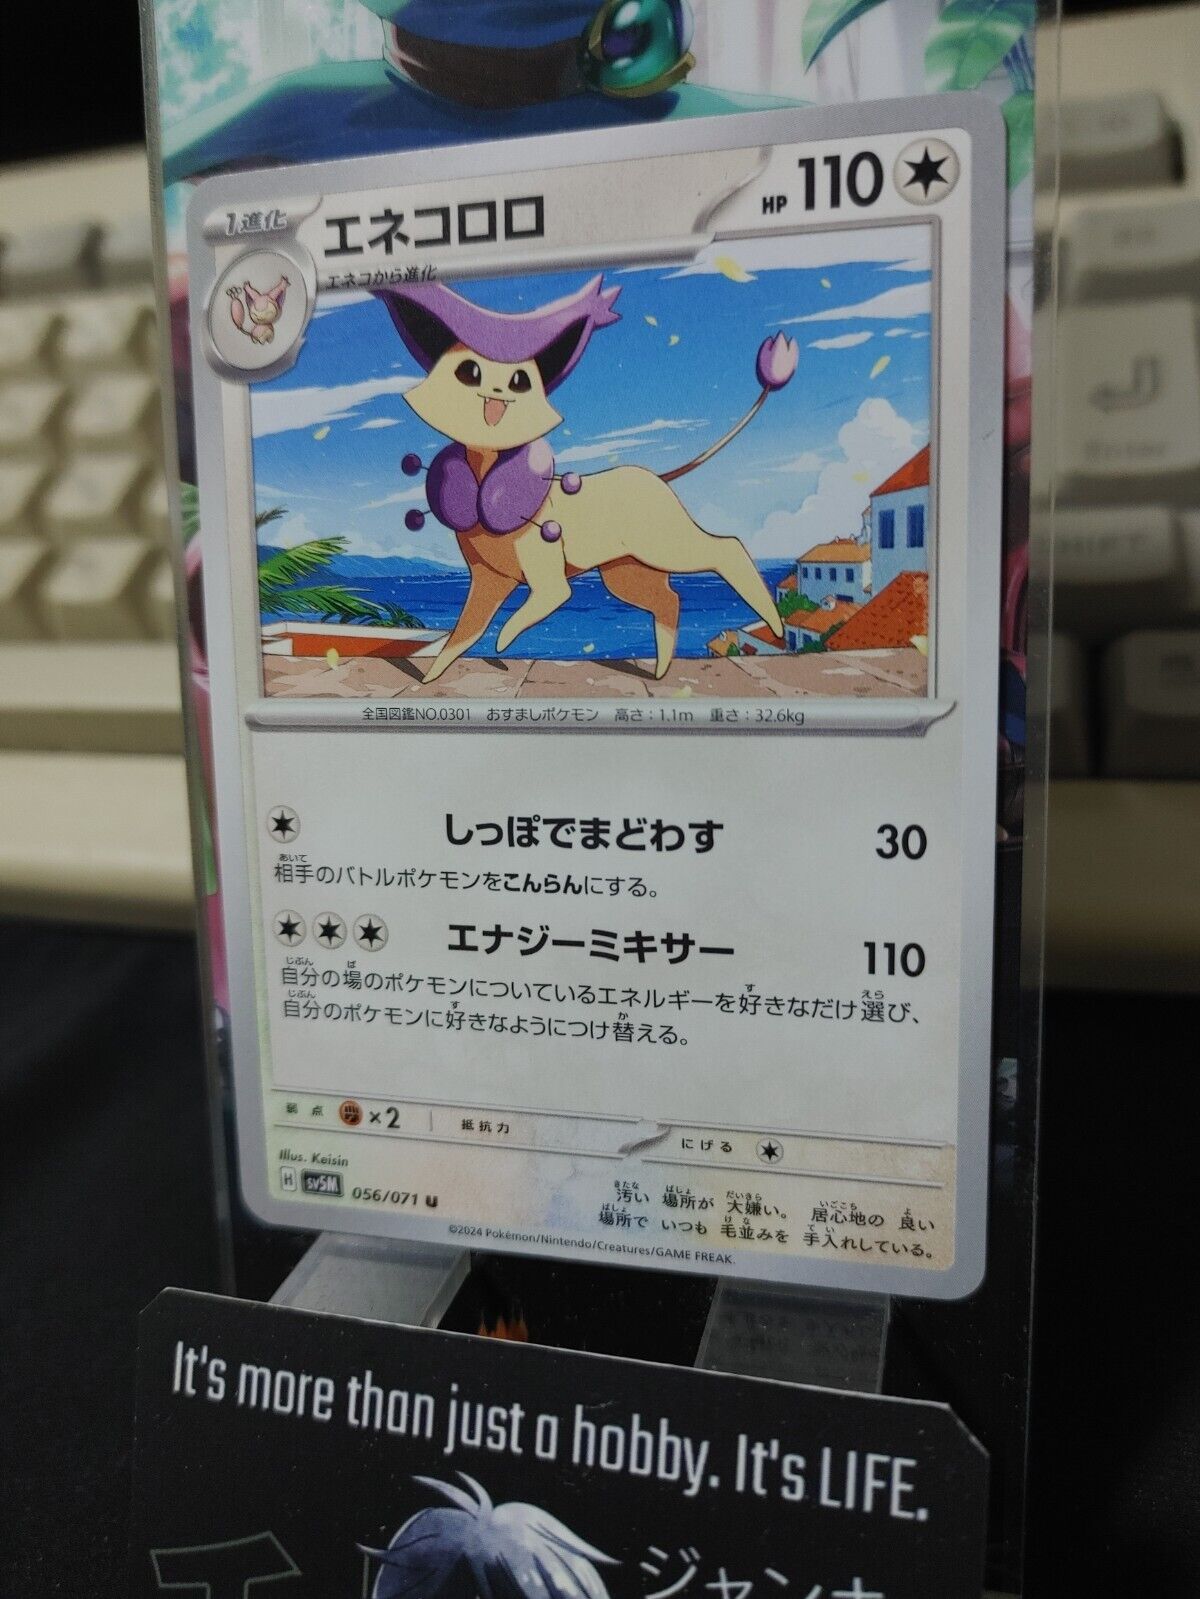 1進化
エネコロロ
HP 110
エネコから進化
全国図鑑NO.0301 おすましポケモン 高さ:1.1m 重さ:32.6kg
しっぽでまどわす 30
相手のバトルポケモンをこんらんにする。
エナジーミキサー 110
自分の場のポケモンについているエネルギーを好きなだけ選び、
自分のポケモンに好きなようにつけ替える。
弱点 ×2 抵抗力 にげる
Illus. Keisin
H sv5M 056/071 U
汚い 場所が 大嫌い。 居心地の 良い
場所で いつも 毛並みを 手入れしている。
©2024 Pokémon/Nintendo/Creatures/GAME FREAK.
It's more than just a hobby. It's LIFE.